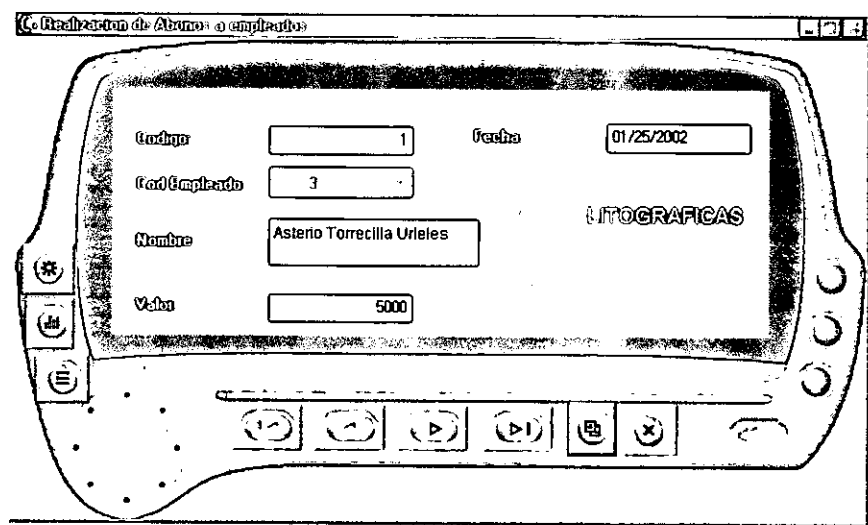 Realizacion de Abonos a empleados
Codigo 1 Fecha 01/25/2002
Cod Empleado 3
LITOGRAFICAS
Nombre Asterio Torrecilla Urieles
Valor 5000